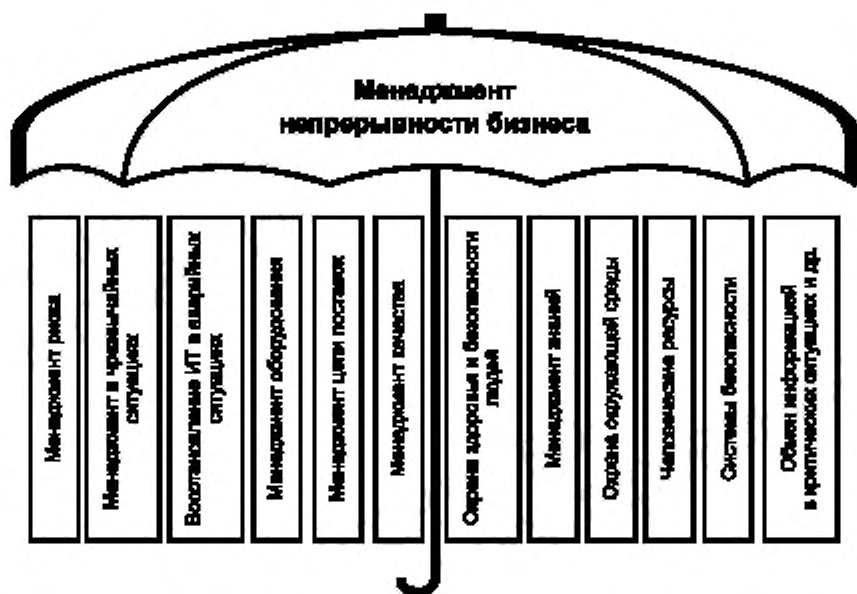 Менеджмент
непрерывности бизнеса
Менеджмент риска
Менеджмент в чрезвычайных
ситуациях
Восстановление ИТ в аварийных
ситуациях
Менеджмент оборудования
Менеджмент цепи поставок
Менеджмент качества
Охрана здоровья и безопасности
людей
Менеджмент знаний
Охрана окружающей среды
Человеческие ресурсы
Системы безопасности
Обмен информацией
в критических ситуациях и др.